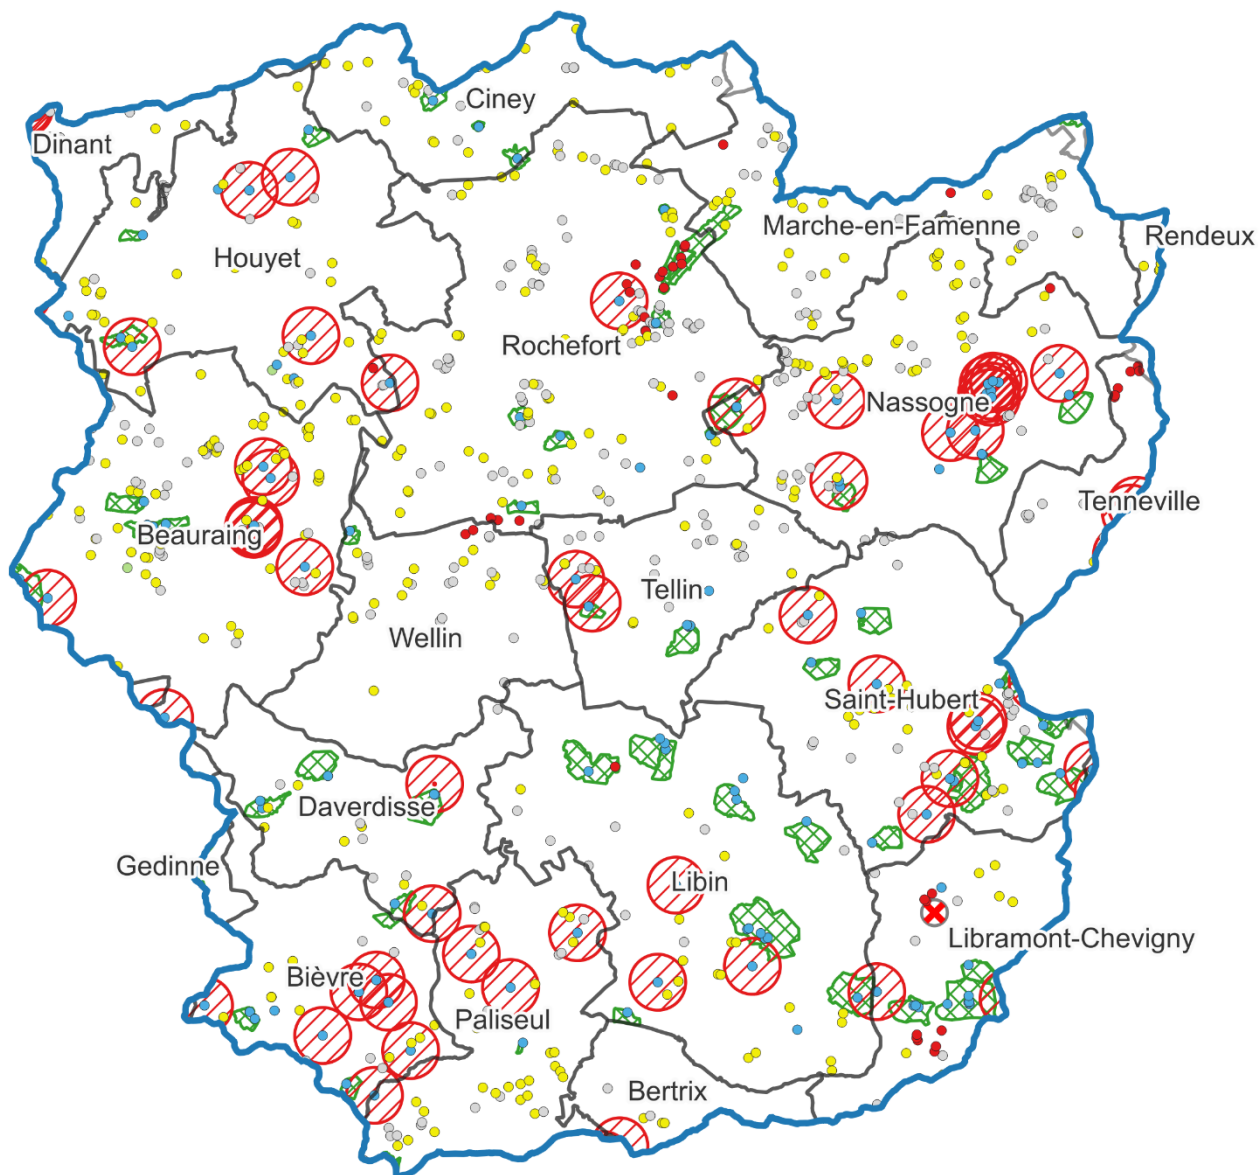 Ciney
Dinant
Marche-en-Famenne
Rendeux
Houyet
Rochefort
Nassogne
Tenneville
Beauraing
Tellin
Wellin
Saint-Hubert
Daverdisse
Gedinne
Libin
Libramont-Chevigny
Bièvre
Paliseul
Bertrix